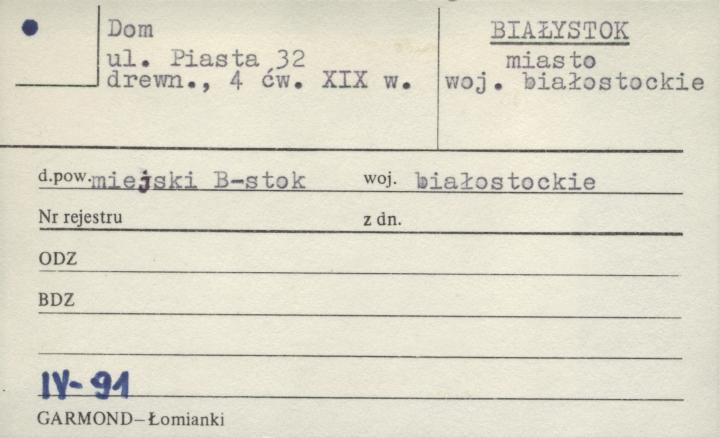 Dom
ul. Piasta 32
drewn., 4 ćw. XIX w.
BIAŁYSTOK
miasto
woj. białostockie
d.pow. miejski B-stok woj. białostockie
Nr rejestru z dn.
ODZ
BDZ
IV-91
GARMOND–Łomianki